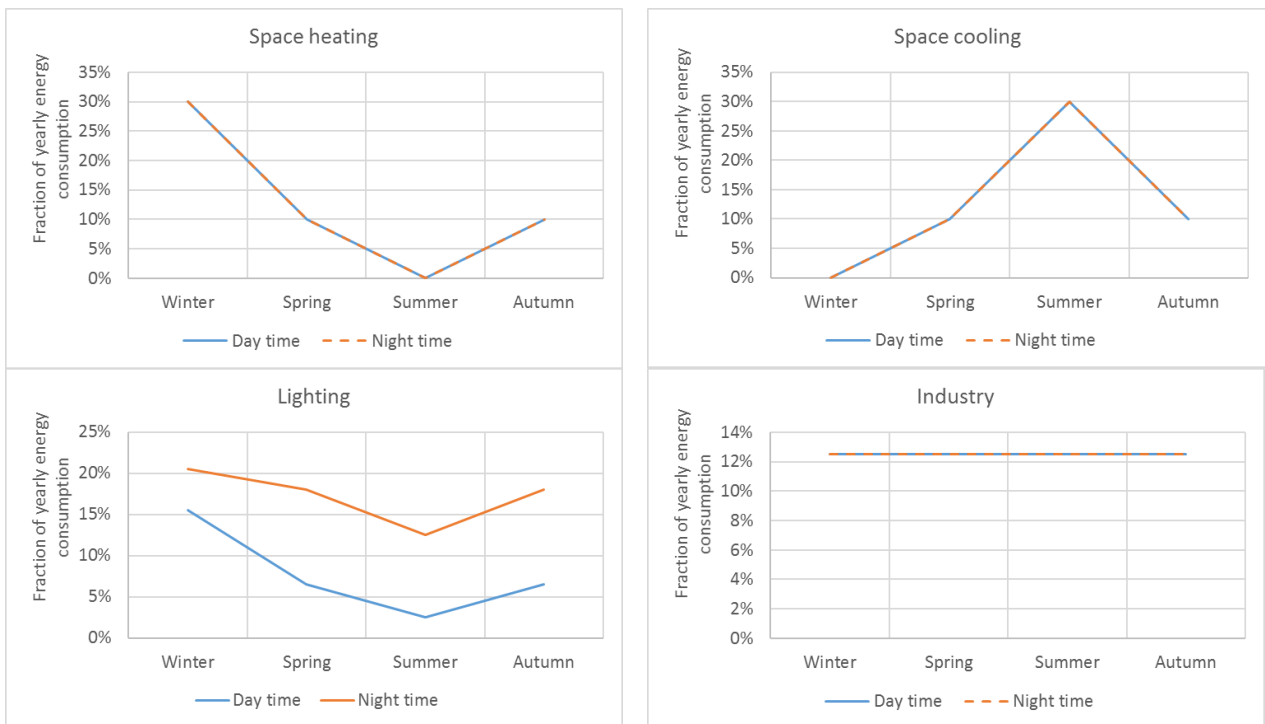 Space heating
Fraction of yearly energy
consumption
35%
30%
25%
20%
15%
10%
5%
0%
Winter Spring Summer Autumn
Day time Night time
Space cooling
Fraction of yearly energy
consumption
35%
30%
25%
20%
15%
10%
5%
0%
Winter Spring Summer Autumn
Day time Night time
Lighting
Fraction of yearly energy
consumption
25%
20%
15%
10%
5%
0%
Winter Spring Summer Autumn
Day time Night time
Industry
Fraction of yearly energy
consumption
14%
12%
10%
8%
6%
4%
2%
0%
Winter Spring Summer Autumn
Day time Night time